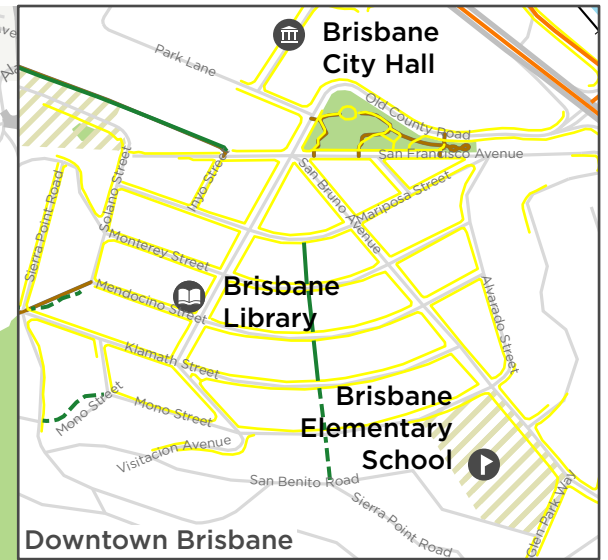 Brisbane
City Hall
Park Lane
Ala
Old County Road
San Francisco Avenue
Solano Street
Inyo Street
San Bruno Avenue
Mariposa Street
Sierra Point Road
Monterey Street
Mendocino Street
Brisbane
Library
Alvarado Street
Klamath Street
Brisbane
Elementary
School
Mono Street
Mono Street
Visitacion Avenue
San Benito Road
Sierra Point Road
Glen Park Way
Downtown Brisbane